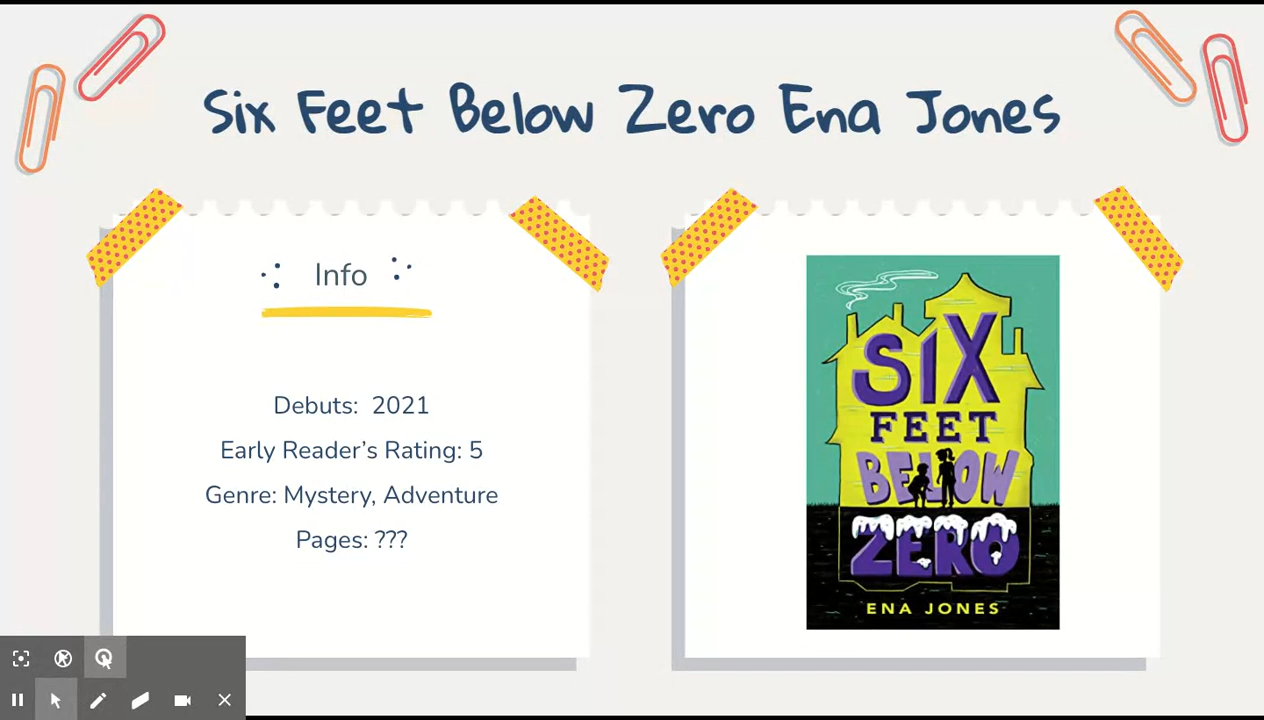 Six Feet Below Zero Ena Jones
Info
Debuts: 2021
Early Reader’s Rating: 5
Genre: Mystery, Adventure
Pages: ???
SIX
FEET
BELOW
ZERO
ENA JONES